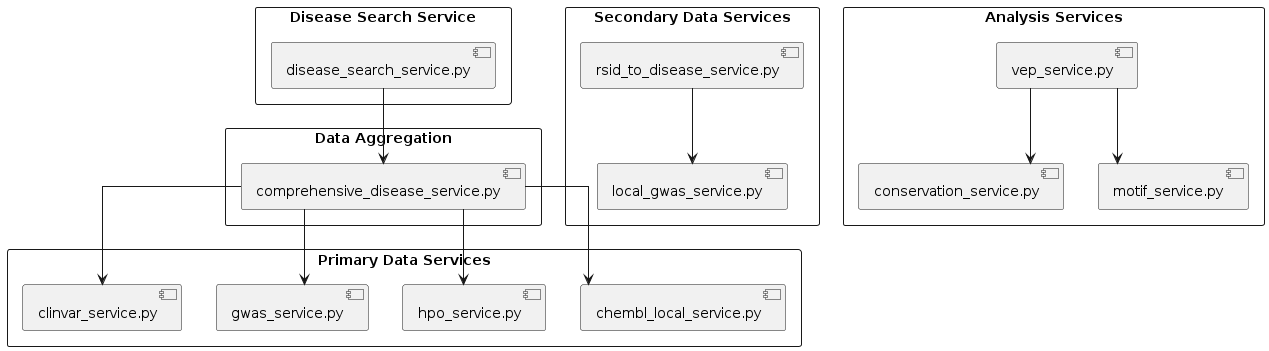 Disease Search Service
disease_search_service.py
Secondary Data Services
rsid_to_disease_service.py
local_gwas_service.py
Analysis Services
vep_service.py
conservation_service.py
motif_service.py
Data Aggregation
comprehensive_disease_service.py
Primary Data Services
clinvar_service.py
gwas_service.py
hpo_service.py
chembl_local_service.py